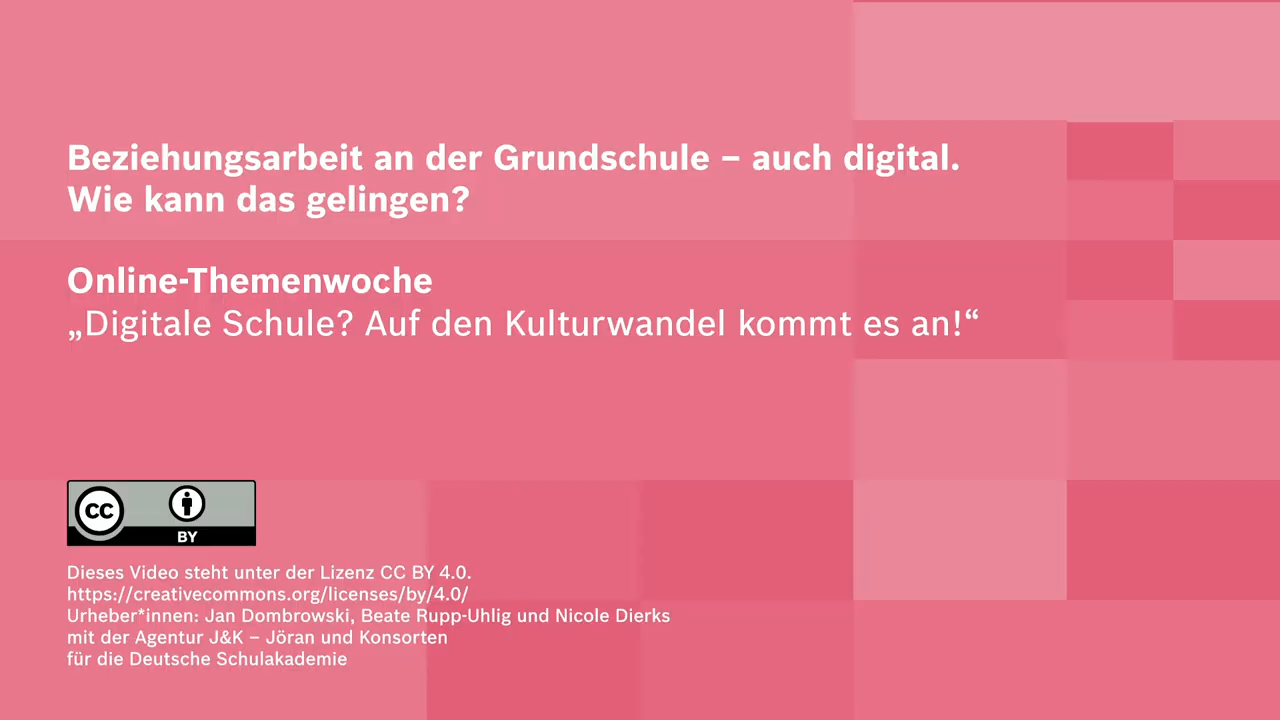 Beziehungsarbeit an der Grundschule – auch digital.
Wie kann das gelingen?
Online-Themenwoche
„Digitale Schule? Auf den Kulturwandel kommt es an!“
CC
BY
Dieses Video steht unter der Lizenz CC BY 4.0.
https://creativecommons.org/licenses/by/4.0/
Urheber*innen: Jan Dombrowski, Beate Rupp-Uhlig und Nicole Dierks
mit der Agentur J&K – Jöran und Konsorten
für die Deutsche Schulakademie